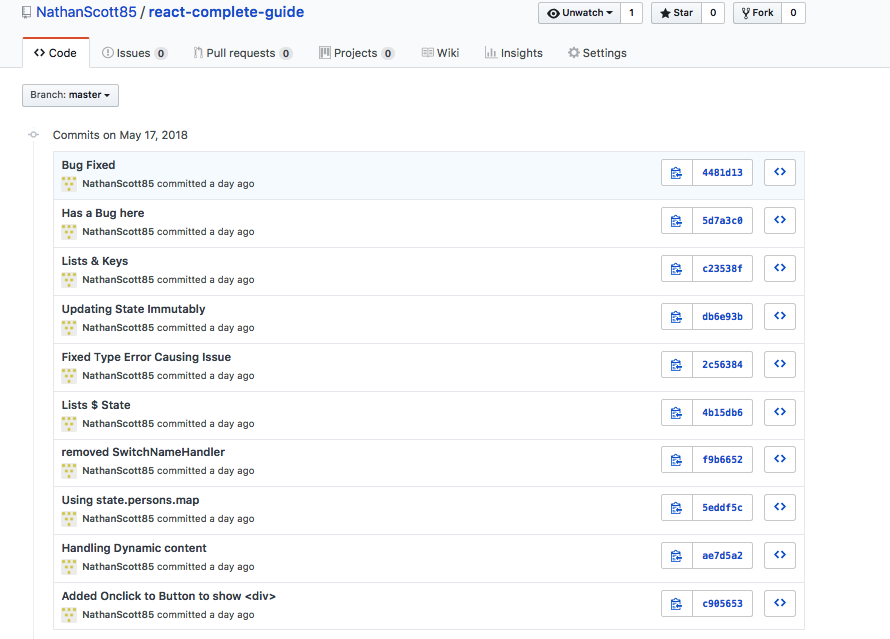 NathanScott85 / react-complete-guide
Unwatch 1 Star 0 Fork 0
Code Issues 0 Pull requests 0 Projects 0 Wiki Insights Settings
Branch: master
Commits on May 17, 2018
Bug Fixed
NathanScott85 committed a day ago
4481d13
Has a Bug here
NathanScott85 committed a day ago
5d7a3c0
Lists & Keys
NathanScott85 committed a day ago
c23538f
Updating State Immutably
NathanScott85 committed a day ago
db6e93b
Fixed Type Error Causing Issue
NathanScott85 committed a day ago
2c56384
Lists $ State
NathanScott85 committed a day ago
4b15db6
removed SwitchNameHandler
NathanScott85 committed a day ago
f9b6652
Using state.persons.map
NathanScott85 committed a day ago
5eddf5c
Handling Dynamic content
NathanScott85 committed a day ago
ae7d5a2
Added Onclick to Button to show <div>
NathanScott85 committed a day ago
c905653